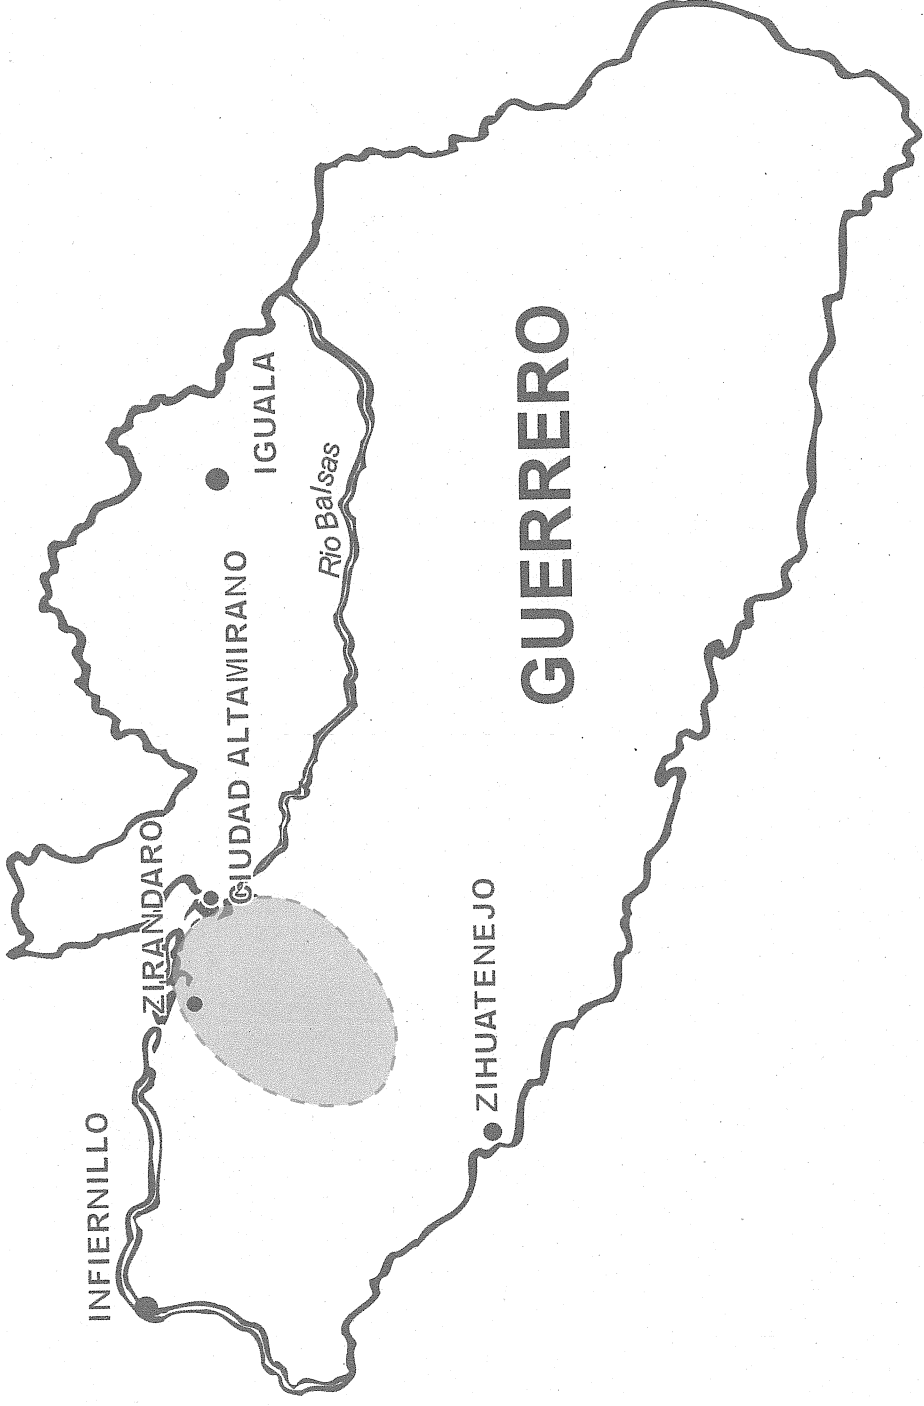 INFIERNILLO
ZIRANDARO
CIUDAD ALTAMIRANO
IGUALA
Rio Balsas
GUERRERO
ZIHUATENEJO